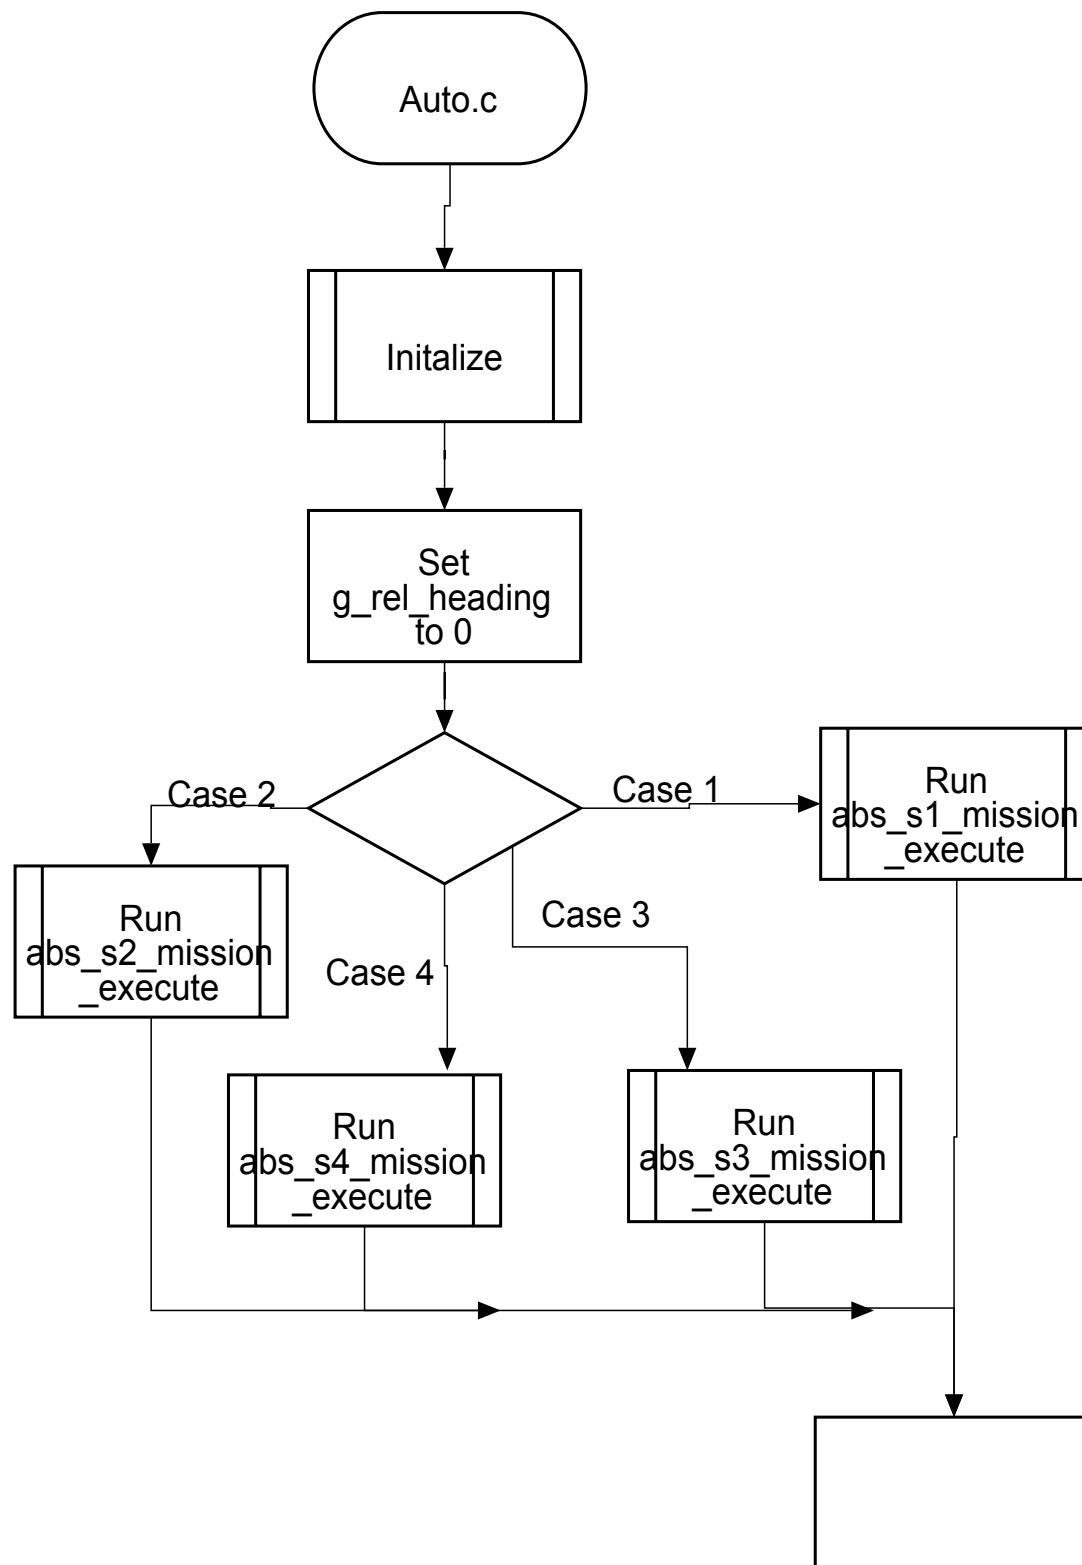 Auto.c
Initalize
Set
g_rel_heading
to 0
Case 2
Case 1
Run
abs_s1_mission
_execute
Run
abs_s2_mission
_execute
Case 3
Case 4
Run
abs_s4_mission
_execute
Run
abs_s3_mission
_execute